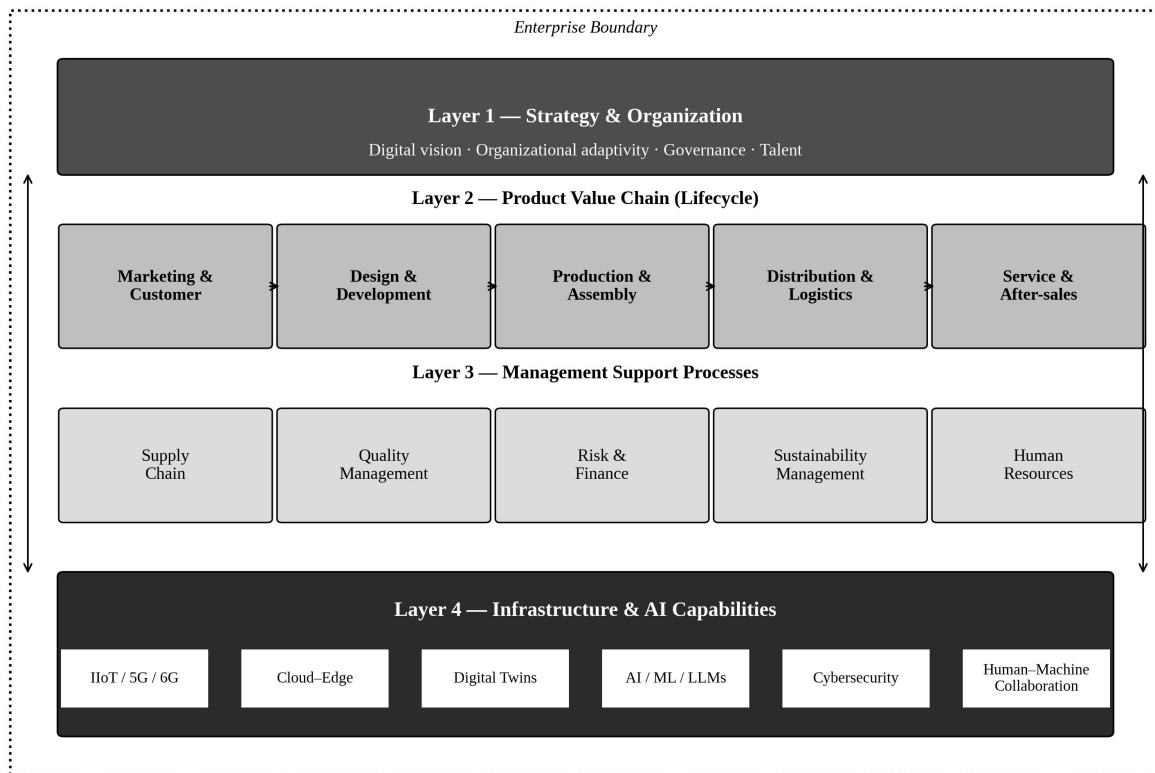 Enterprise Boundary
Layer 1 — Strategy & Organization
Digital vision · Organizational adaptivity · Governance · Talent
Layer 2 — Product Value Chain (Lifecycle)
Marketing &
Customer
Design &
Development
Production &
Assembly
Distribution &
Logistics
Service &
After-sales
Layer 3 — Management Support Processes
Supply
Chain
Quality
Management
Risk &
Finance
Sustainability
Management
Human
Resources
Layer 4 — Infrastructure & AI Capabilities
IIoT / 5G / 6G
Cloud–Edge
Digital Twins
AI / ML / LLMs
Cybersecurity
Human–Machine
Collaboration